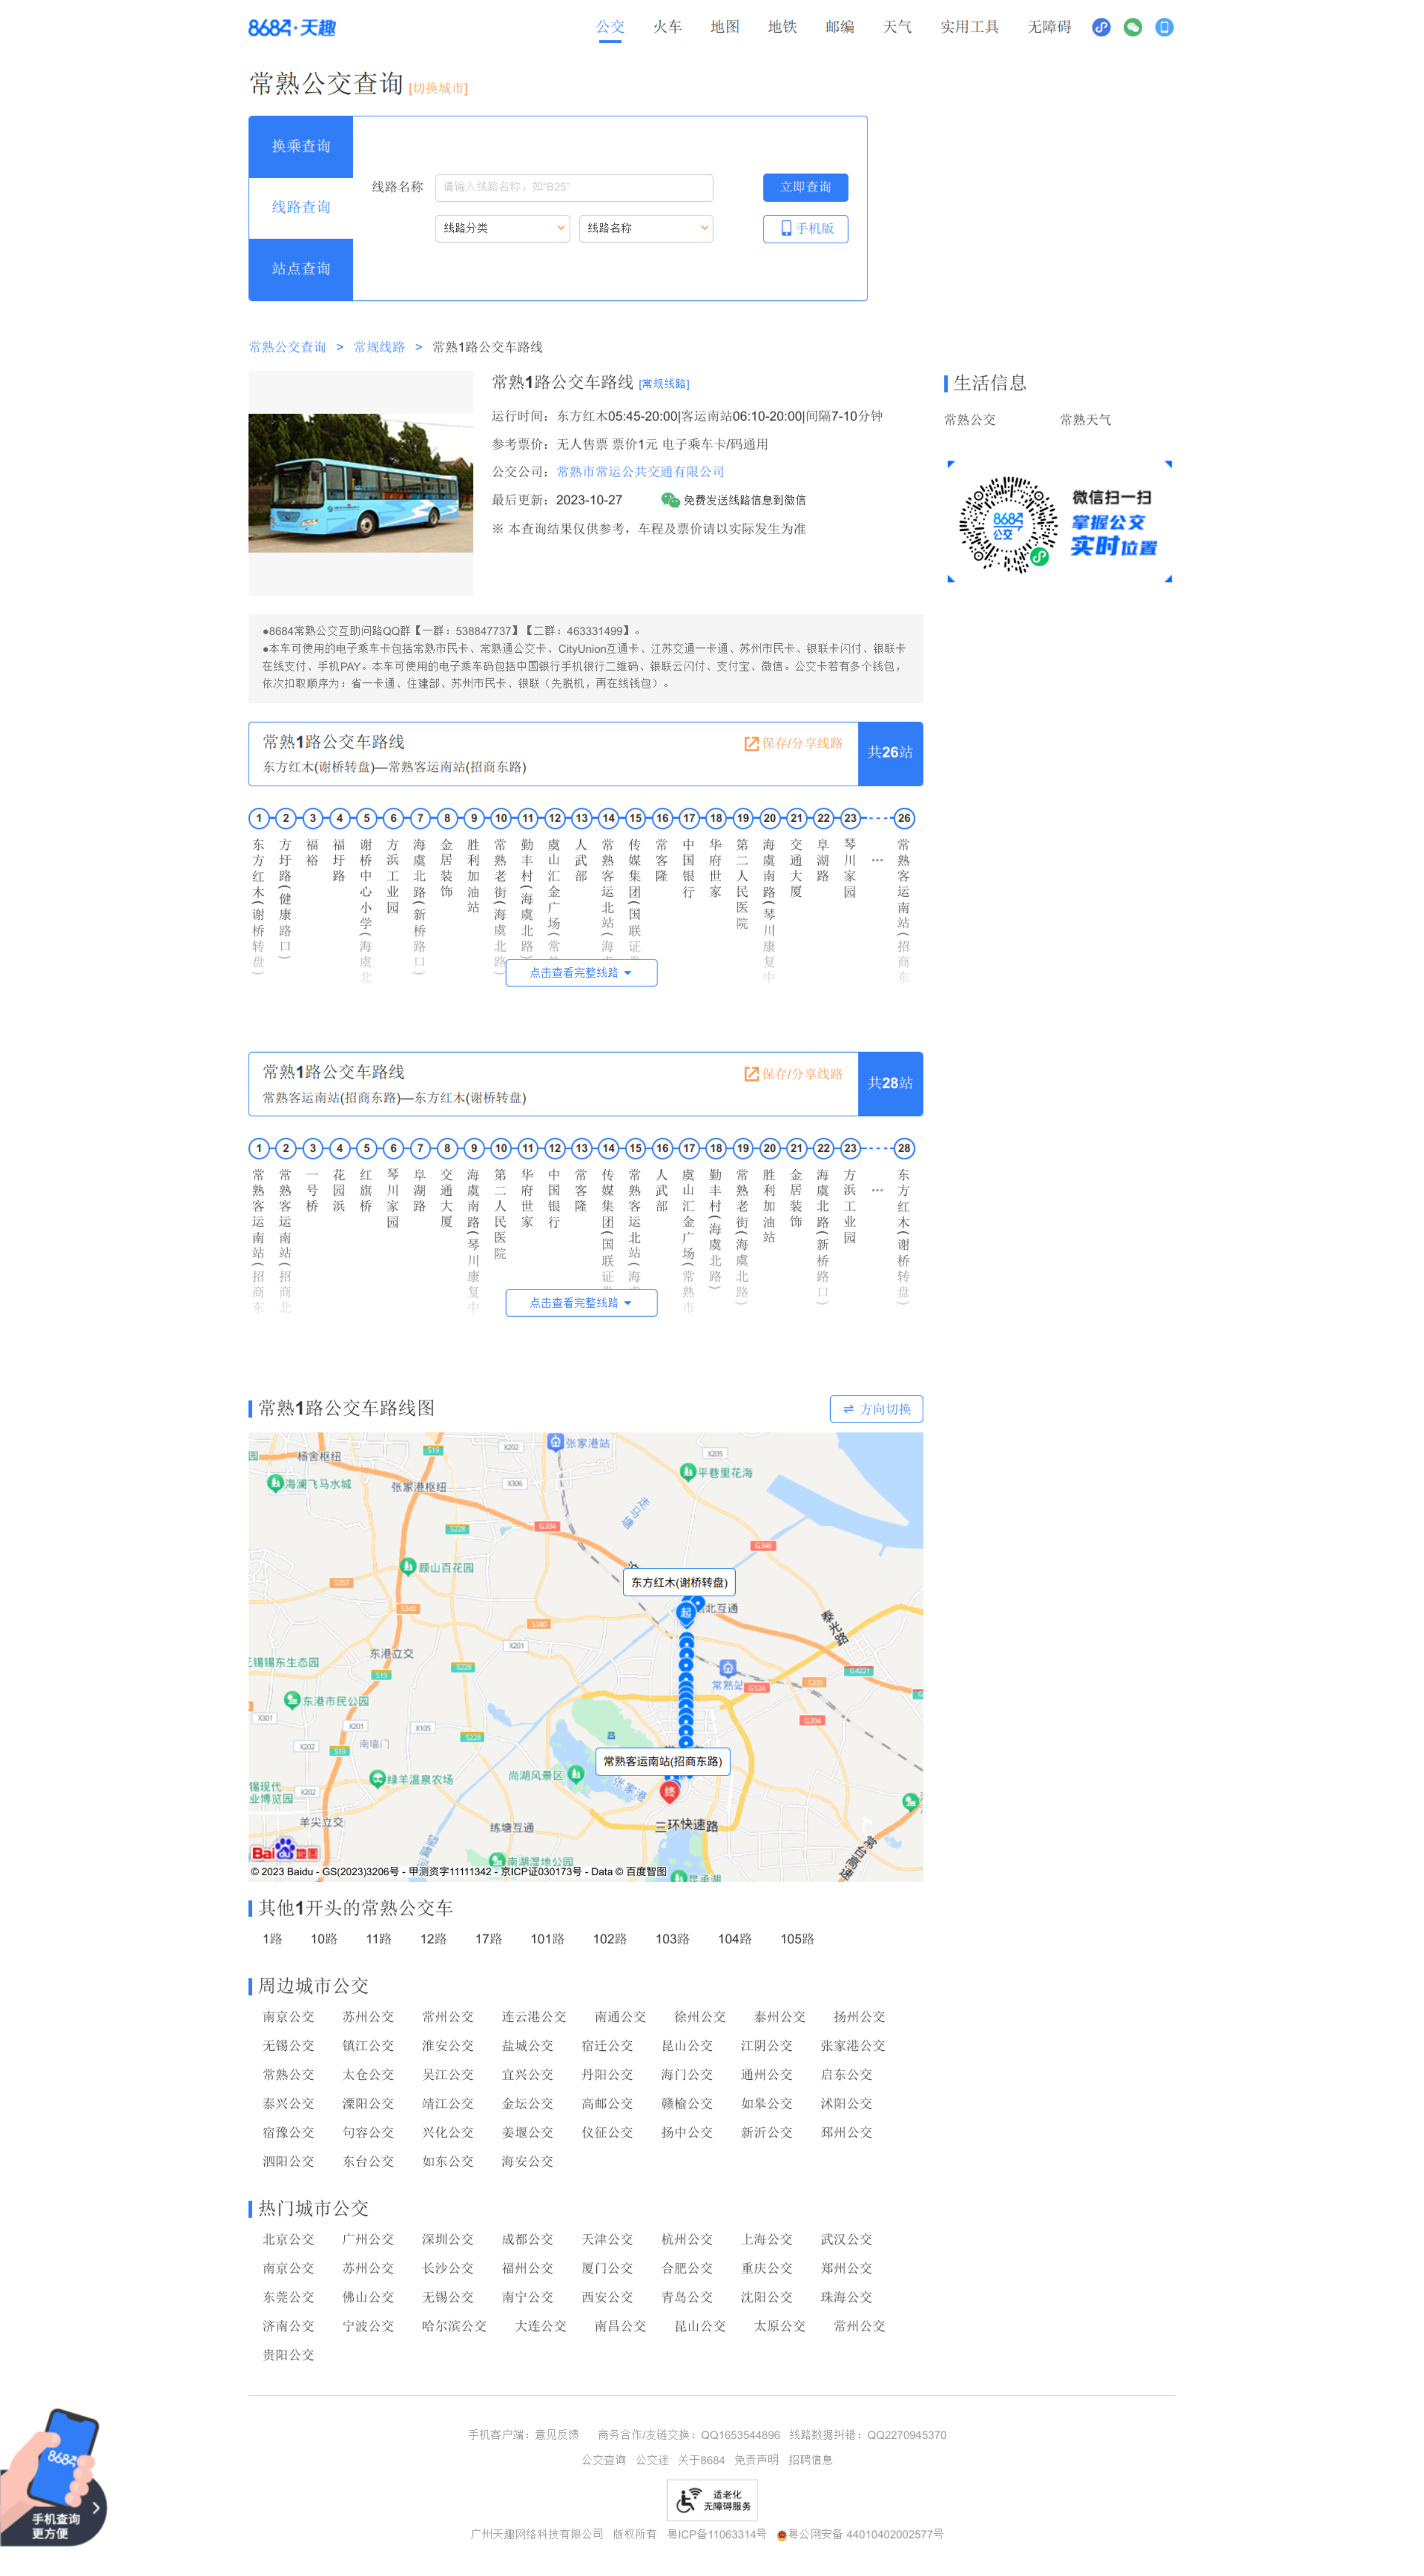 8684·天趣
公交 火车 地图 地铁 邮编 天气 实用工具 无障碍
常熟公交查询 [切换城市]
换乘查询
线路查询
站点查询
线路名称 请输入线路名称，如“B25” 立即查询
线路分类 线路名称 手机版
常熟公交查询 > 常规线路 > 常熟1路公交车路线
常熟1路公交车路线 [常规线路]
运行时间：东方红木05:45-20:00|客运南站06:10-20:00|间隔7-10分钟
参考票价：无人售票 票价1元 电子乘车卡/码通用
公交公司：常熟市常运公共交通有限公司
最后更新：2023-10-27 免费发送线路信息到微信
※ 本查询结果仅供参考，车程及票价请以实际发生为准
生活信息
常熟公交 常熟天气
8684
公交
微信扫一扫
掌握公交
实时位置
●8684常熟公交互助问路QQ群【一群：538847737】【二群：463331499】。
●本车可使用的电子乘车卡包括常熟市民卡、常熟通公交卡、CityUnion互通卡、江苏交通一卡通、苏州市民卡、银联卡闪付、银联卡
在线支付、手机PAY。本车可使用的电子乘车码包括中国银行手机银行二维码、银联云闪付、支付宝、微信。公交卡若有多个钱包，
依次扣取顺序为：省一卡通、住建部、苏州市民卡、银联（先脱机，再在线钱包）。
常熟1路公交车路线 保存/分享线路
东方红木(谢桥转盘)—常熟客运南站(招商东路)
共26站
1 2 3 4 5 6 7 8 9 10 11 12 13 14 15 16 17 18 19 20 21 22 23 26
东方红木(谢桥转盘)
方圩路(健康路口)
福裕
福圩路
谢桥中心小学(海虞北
方浜工业园
海虞北路(新桥路口)
金居装饰
胜利加油站
常熟老街(海虞北路)
勤丰村(海虞北路)
虞山汇金广场(常
人武部
常熟客运北站(海
传媒集团(国联证
常客隆
中国银行
华府世家
第二人民医院
海虞南路(琴川康复中
交通大厦
阜湖路
琴川家园
...
常熟客运南站(招商东
点击查看完整线路
常熟1路公交车路线 保存/分享线路
常熟客运南站(招商东路)—东方红木(谢桥转盘)
共28站
1 2 3 4 5 6 7 8 9 10 11 12 13 14 15 16 17 18 19 20 21 22 23 28
常熟客运南站(招商东
常熟客运南站(招商北
一号桥
花园浜
红旗桥
琴川家园
阜湖路
交通大厦
海虞南路(琴川康复中
第二人民医院
华府世家
中国银行
常客隆
传媒集团(国联证
常熟客运北站(海
人武部
虞山汇金广场(常熟市
勤丰村(海虞北路)
常熟老街(海虞北路)
胜利加油站
金居装饰
海虞北路(新桥路口)
方浜工业园
...
东方红木(谢桥转盘)
点击查看完整线路
常熟1路公交车路线图 方向切换
园 杨舍枢纽 S19 X202 张家港站 X205
海澜飞马水城 张家港枢纽 X306 平巷里花海
走马塘
S228 G204 G346
顾山百花园
S357 东方红木(谢桥转盘)
S340 起 北互通
S340 泰光路
东港立交 X201
锡东生态园 S19 S228 常熟站 G524 S205 G4221
东港市民公园
X301 X201 X105 G204
X202 S19 南墙门 S228
常熟客运南站(招商东路)
绿羊温泉农场 尚湖风景区 张家港 终
锡现代
业博览园 X202
羊尖立交 练塘互通 三环快速路
望虞河
常台高速
Bai 地图 南湖湿地公园 昆承湖
© 2023 Baidu - GS(2023)3206号 - 甲测资字11111342 - 京ICP证030173号 - Data © 百度智图
其他1开头的常熟公交车
1路 10路 11路 12路 17路 101路 102路 103路 104路 105路
周边城市公交
南京公交 苏州公交 常州公交 连云港公交 南通公交 徐州公交 泰州公交 扬州公交
无锡公交 镇江公交 淮安公交 盐城公交 宿迁公交 昆山公交 江阴公交 张家港公交
常熟公交 太仓公交 吴江公交 宜兴公交 丹阳公交 海门公交 通州公交 启东公交
泰兴公交 溧阳公交 靖江公交 金坛公交 高邮公交 赣榆公交 如皋公交 沭阳公交
宿豫公交 句容公交 兴化公交 姜堰公交 仪征公交 扬中公交 新沂公交 邳州公交
泗阳公交 东台公交 如东公交 海安公交
热门城市公交
北京公交 广州公交 深圳公交 成都公交 天津公交 杭州公交 上海公交 武汉公交
南京公交 苏州公交 长沙公交 福州公交 厦门公交 合肥公交 重庆公交 郑州公交
东莞公交 佛山公交 无锡公交 南宁公交 西安公交 青岛公交 沈阳公交 珠海公交
济南公交 宁波公交 哈尔滨公交 大连公交 南昌公交 昆山公交 太原公交 常州公交
贵阳公交
手机客户端：意见反馈 商务合作/友链交换：QQ1653544896 线路数据纠错：QQ2270945370
公交查询 公交迷 关于8684 免责声明 招聘信息
适老化
无障碍服务
广州天趣网络科技有限公司 版权所有 粤ICP备11063314号 粤公网安备 44010402002577号
8684
手机查询
更方便